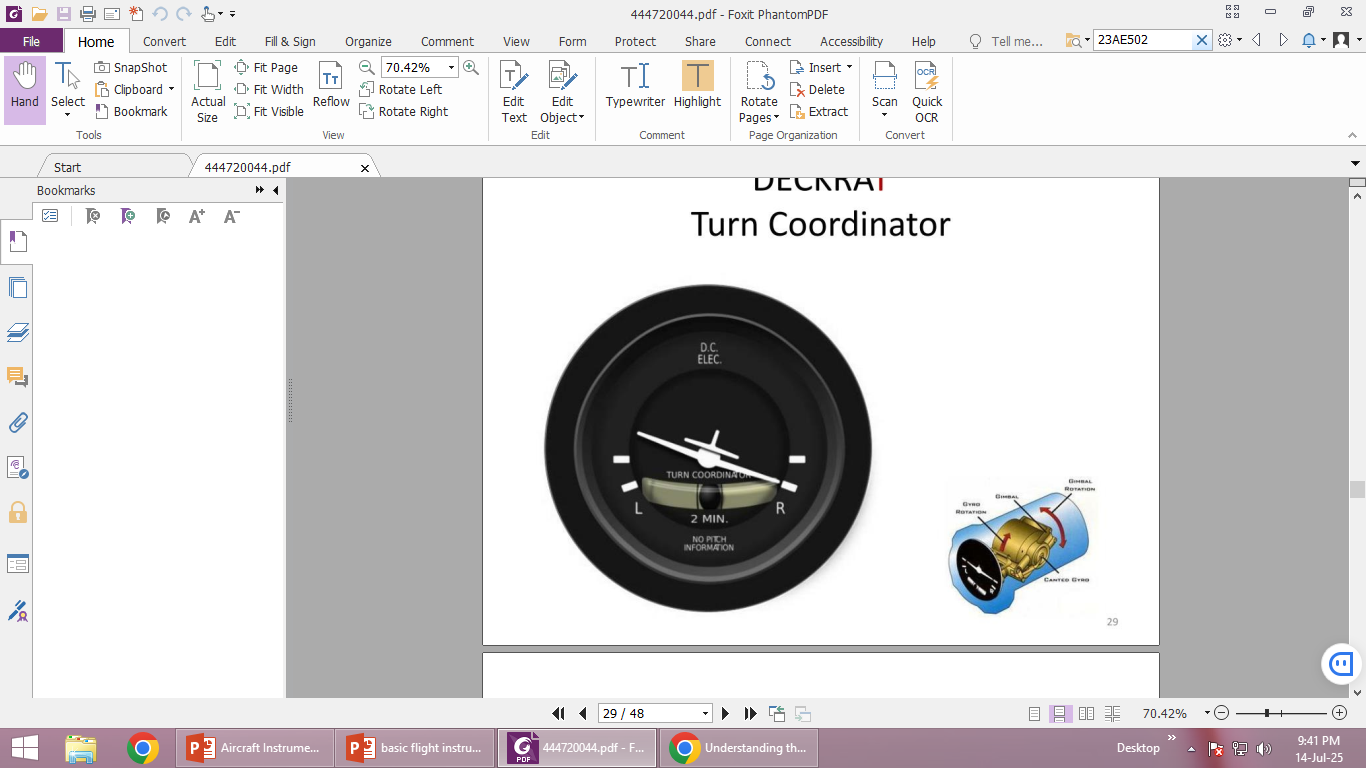 444720044.pdf - Foxit PhantomPDF
File Home Convert Edit Fill & Sign Organize Comment View Form Protect Share Connect Accessibility Help Tell me... 23AE502
Hand
Select
SnapShot
Clipboard
Bookmark
Tools
Actual Size
Fit Page
Fit Width
Fit Visible
Reflow
70.42%
Rotate Left
Rotate Right
View
Edit Text
Edit Object
Edit
Typewriter
Highlight
Comment
Rotate Pages
Insert
Delete
Extract
Page Organization
Scan
OCR
Quick OCR
Convert
Start
444720044.pdf
Bookmarks
DECKRAT
Turn Coordinator
D.C.
ELEC.
TURN COORDINATOR
L R
2 MIN.
NO PITCH
INFORMATION
GIMBAL
ROTATION
GIMBAL
GYRO
ROTATION
CANTED GYRO
29
29 / 48
70.42%
Aircraft Instrume...
basic flight instru...
PDF
444720044.pdf - F...
Understanding th...
Desktop
9:41 PM
14-Jul-25